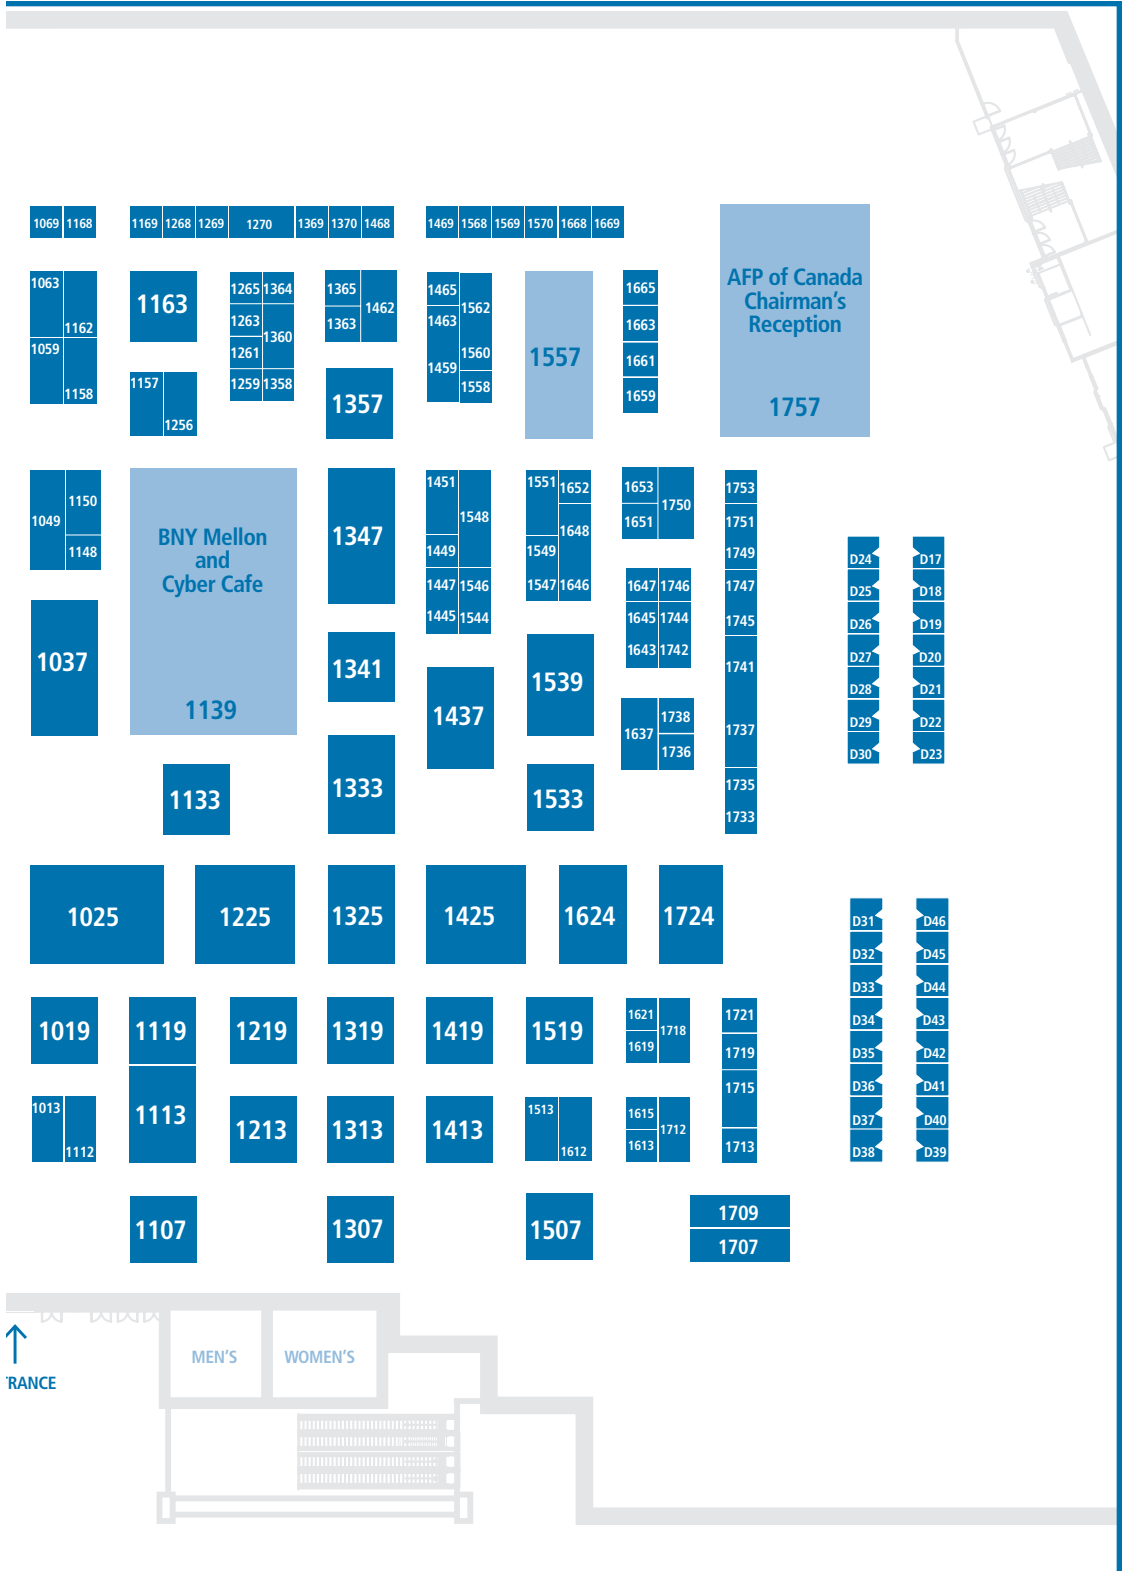 1069 1168 1169 1268 1269 1270 1369 1370 1468 1469 1568 1569 1570 1668 1669
1063 1162
1059 1158
1163
1157 1256
1265 1364
1263 1360
1261
1259 1358
1365 1462
1363
1357
1465 1562
1463
1459 1560
1558
1557
1665
1663
1661
1659
AFP of Canada
Chairman's
Reception
1757
1049 1150
1148
1037
BNY Mellon
and
Cyber Cafe
1139
1133
1347
1341
1333
1451 1548
1449
1447 1546
1445 1544
1437
1551 1652
1648
1549
1547 1646
1539
1533
1653 1750
1651
1647 1746
1645 1744
1643 1742
1637 1738
1736
1753
1751
1749
1747
1745
1741
1737
1735
1733
D24 D17
D25 D18
D26 D19
D27 D20
D28 D21
D29 D22
D30 D23
1025 1225 1325 1425 1624 1724
1019 1119 1219 1319 1419 1519
1621 1718
1619
1721
1719
1715
1713
1013 1112
1113 1213 1313 1413
1513 1612
1615 1712
1613
D31 D46
D32 D45
D33 D44
D34 D43
D35 D42
D36 D41
D37 D40
D38 D39
1107 1307 1507
1709
1707
MEN'S WOMEN'S
TRANCE